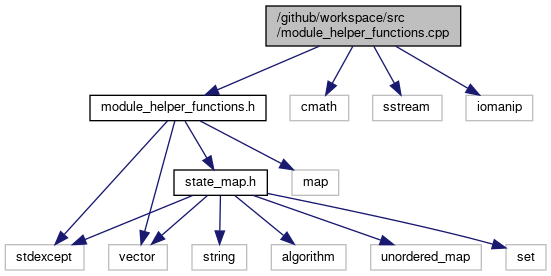 /github/workspace/src
/module_helper_functions.cpp
module_helper_functions.h
cmath
sstream
iomanip
state_map.h
map
stdexcept
vector
string
algorithm
unordered_map
set